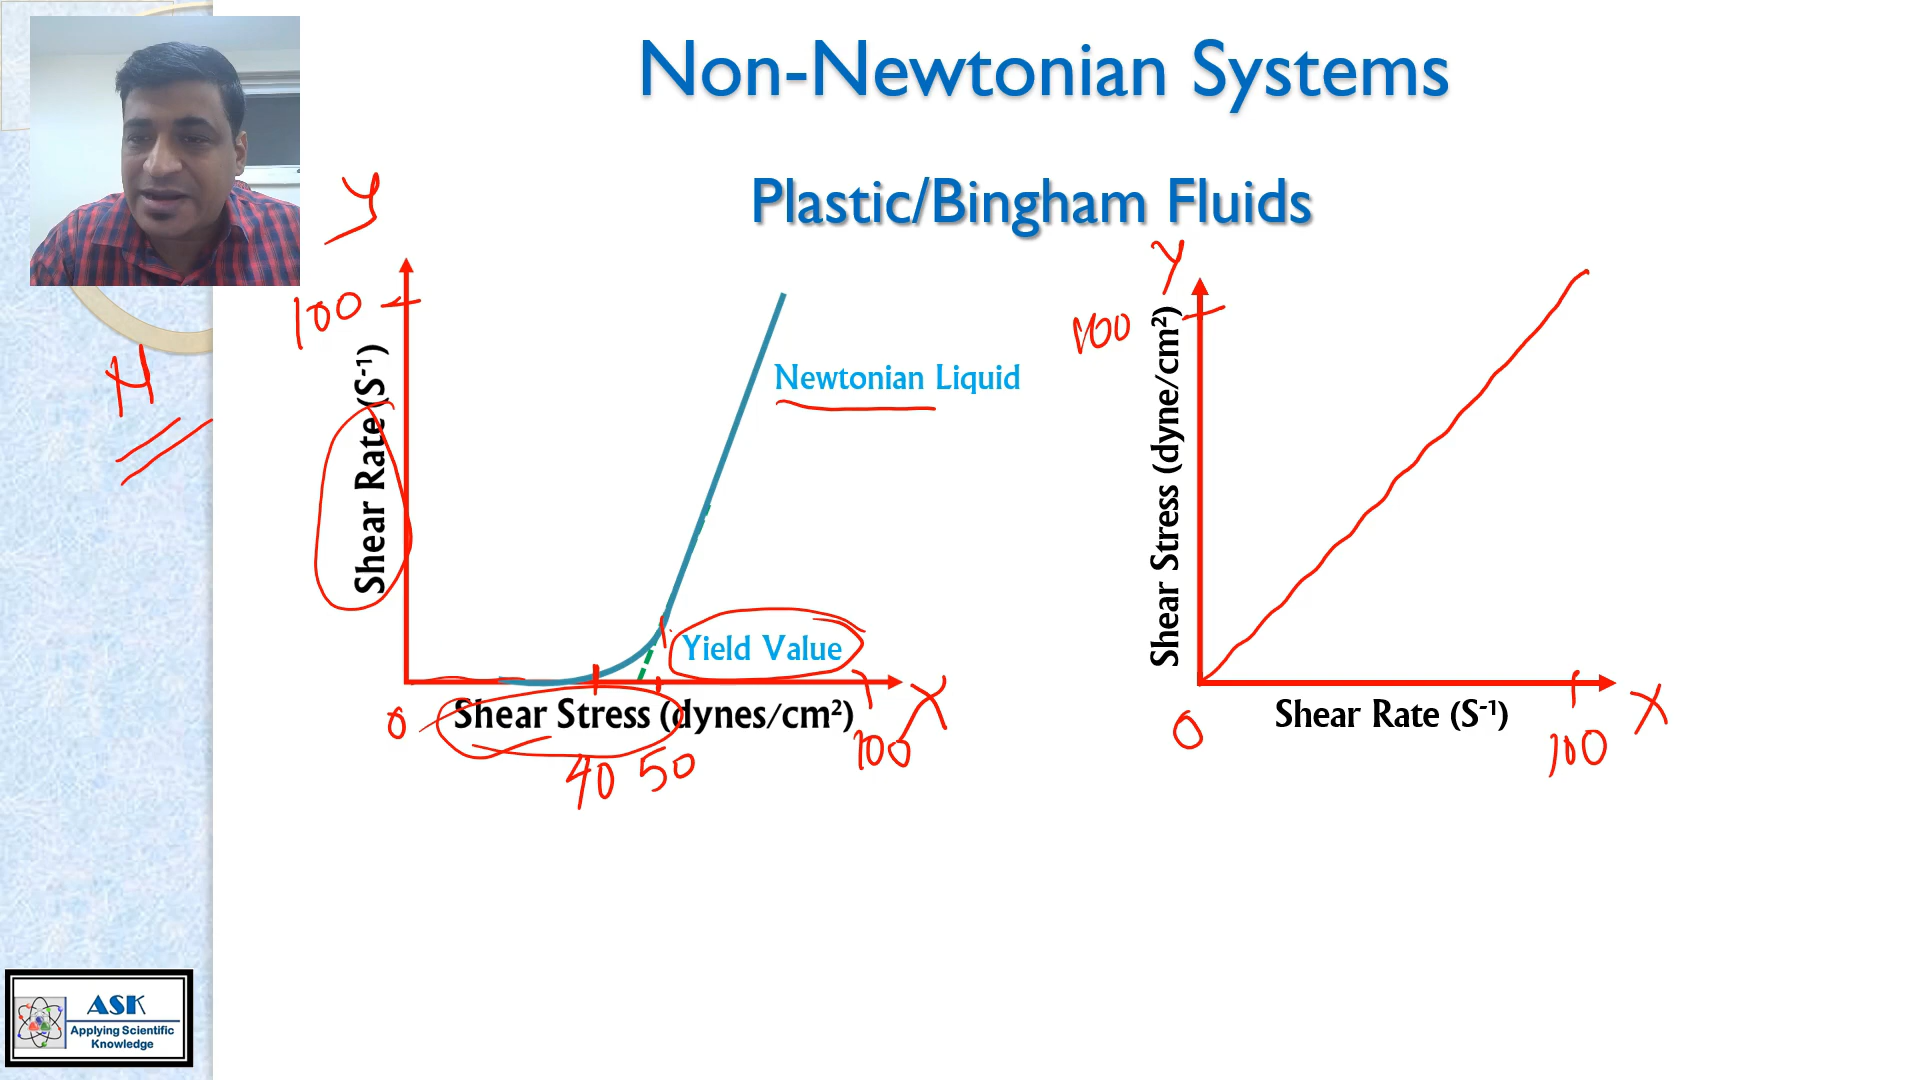 Non-Newtonian Systems
Plastic/Bingham Fluids
Y
100
Shear Rate (S-1)
Newtonian Liquid
Yield Value
0
Shear Stress (dynes/cm²)
X
40
50
100
Y
100
Shear Stress (dyne/cm²)
0
Shear Rate (S-1)
100
X
ASK
Applying Scientific
Knowledge